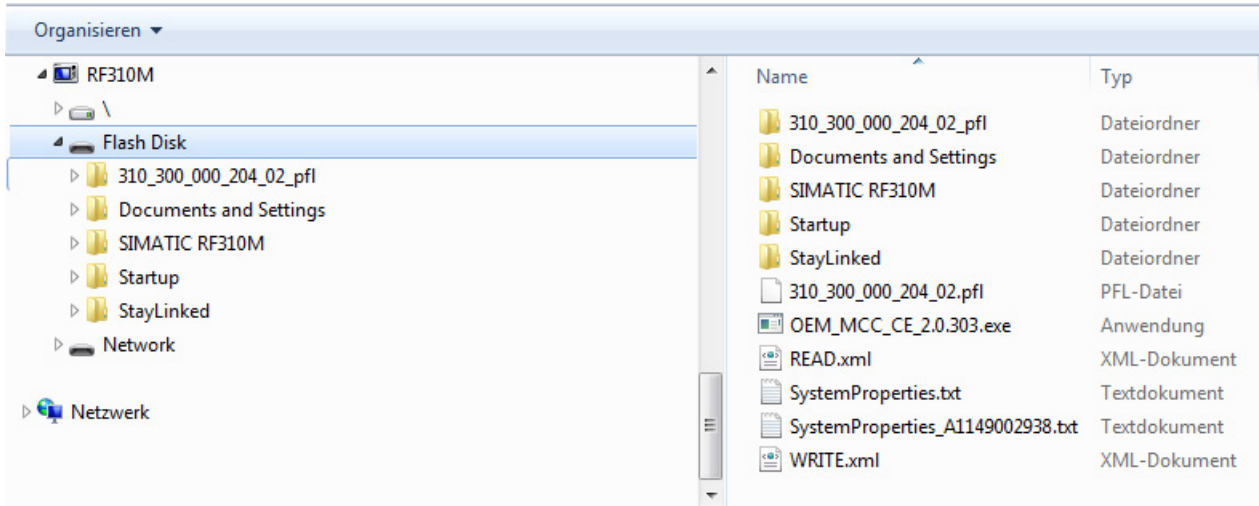 Organisieren
RF310M
\
Flash Disk
310_300_000_204_02_pfl
Documents and Settings
SIMATIC RF310M
Startup
StayLinked
Network
Netzwerk
Name Typ
310_300_000_204_02_pfl Dateiordner
Documents and Settings Dateiordner
SIMATIC RF310M Dateiordner
Startup Dateiordner
StayLinked Dateiordner
310_300_000_204_02.pfl PFL-Datei
OEM_MCC_CE_2.0.303.exe Anwendung
READ.xml XML-Dokument
SystemProperties.txt Textdokument
SystemProperties_A1149002938.txt Textdokument
WRITE.xml XML-Dokument